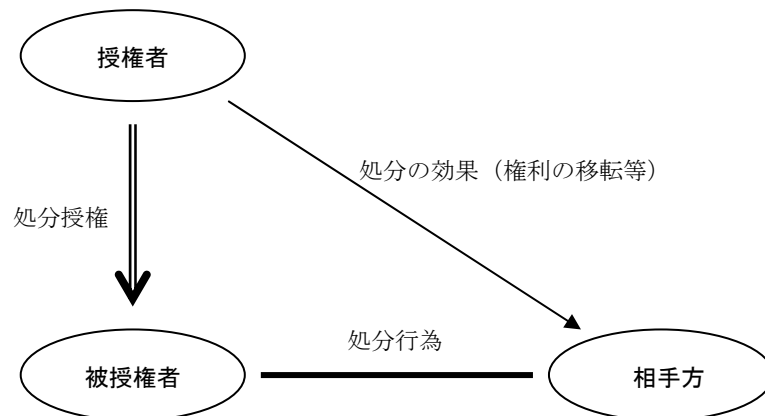 授権者
処分の効果（権利の移転等）
処分授権
処分行為
被授権者
相手方